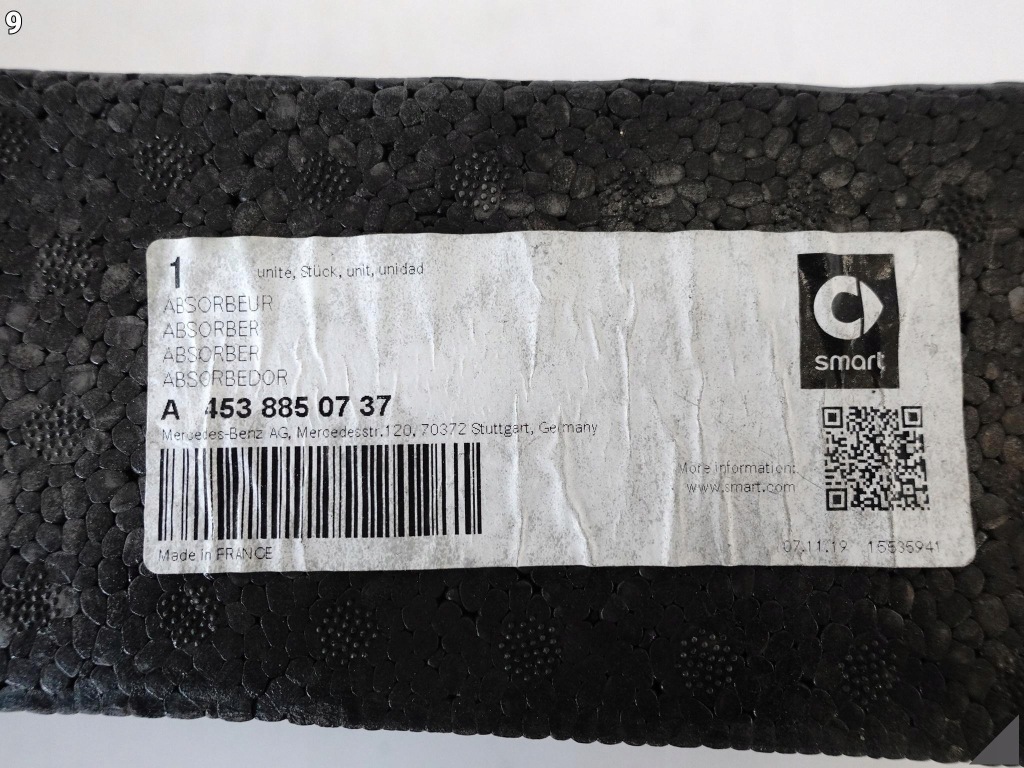 9
1 unité, Stück, unit, unidad
ABSORBEUR
ABSORBER
ABSORBER
ABSORBEDOR
A 453 885 07 37
Mercedes-Benz AG, Mercedesstr.120, 70372 Stuttgart, Germany
Made in FRANCE
smart
More information:
www.smart.com
07.11.19 15535941